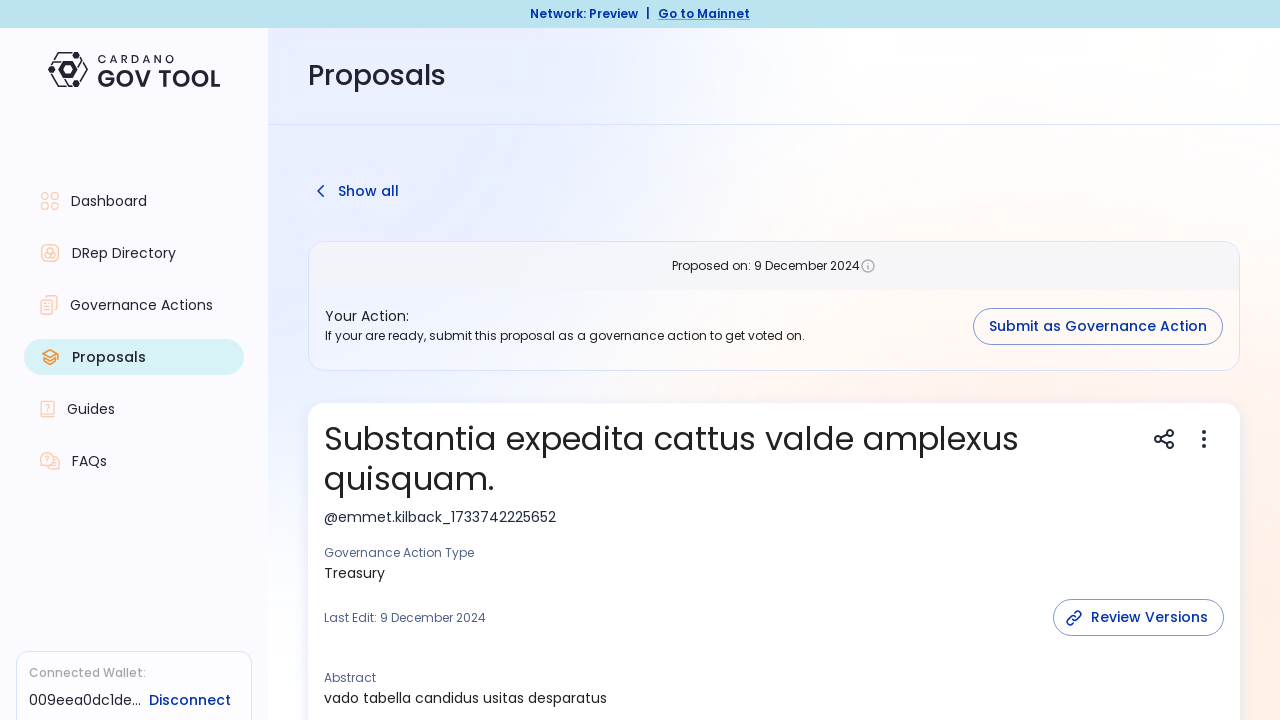 Network: Preview | Go to Mainnet
CARDANO
GOV TOOL
Proposals
Dashboard
DRep Directory
Governance Actions
Proposals
Guides
FAQs
Connected Wallet:
009eea0dc1de... Disconnect
Show all
Proposed on: 9 December 2024
Your Action:
If your are ready, submit this proposal as a governance action to get voted on.
Submit as Governance Action
Substantia expedita cattus valde amplexus
quisquam.
@emmet.kilback_1733742225652
Governance Action Type
Treasury
Last Edit: 9 December 2024
Review Versions
Abstract
vado tabella candidus usitas desparatus